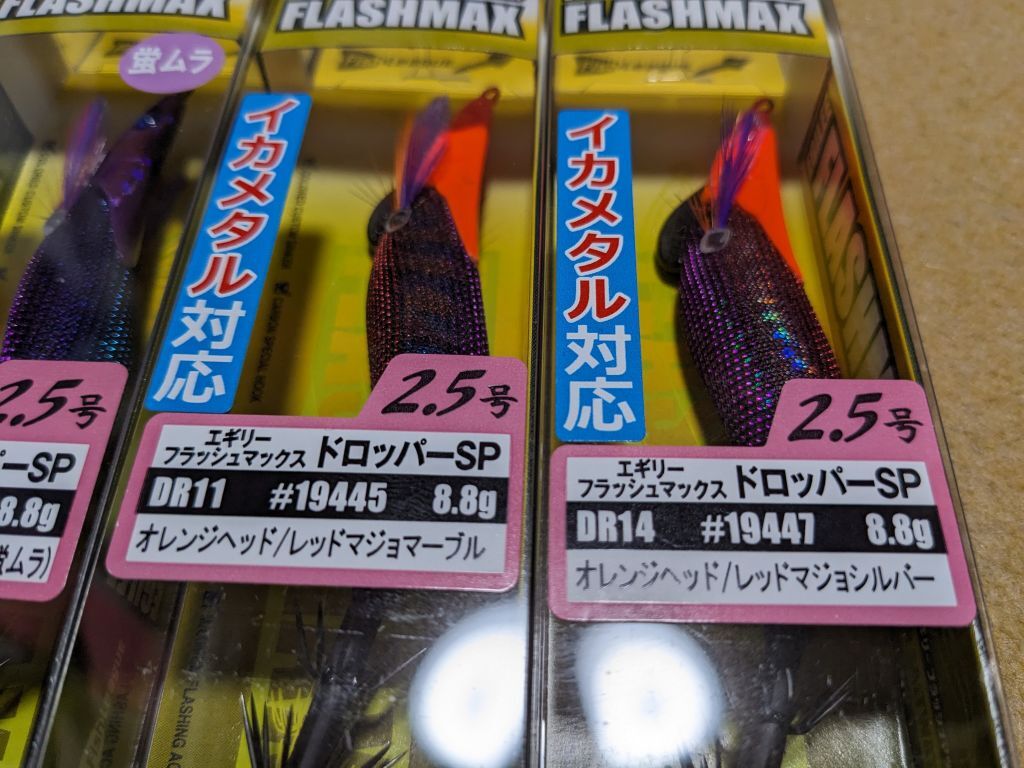 FLASHMAX
蛍ムラ
2.5号
ーSP
8.8g
蛍ムラ)
FLASHMAX
イカメタル対応
2.5号
エギリー
フラッシュマックス ドロッパーSP
DR11 #19445 8.8g
オレンジヘッド/レッドマジョマーブル
FLASHMAX
イカメタル対応
2.5号
エギリー
フラッシュマックス ドロッパーSP
DR14 #19447 8.8g
オレンジヘッド/レッドマジョシルバー